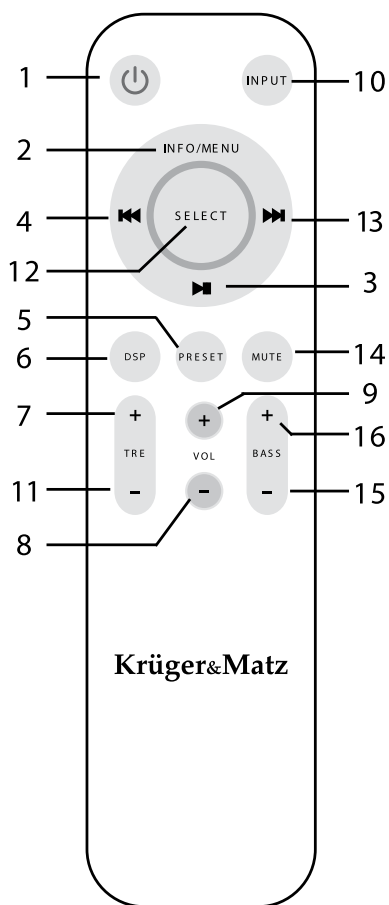 1
INPUT
10
2
INFO/MENU
4
SELECT
13
12
3
5
6
DSP
PRESET
MUTE
14
9
7
+
+
+
16
TRE
VOL
BASS
11
-
-
-
15
8
Krüger&Matz